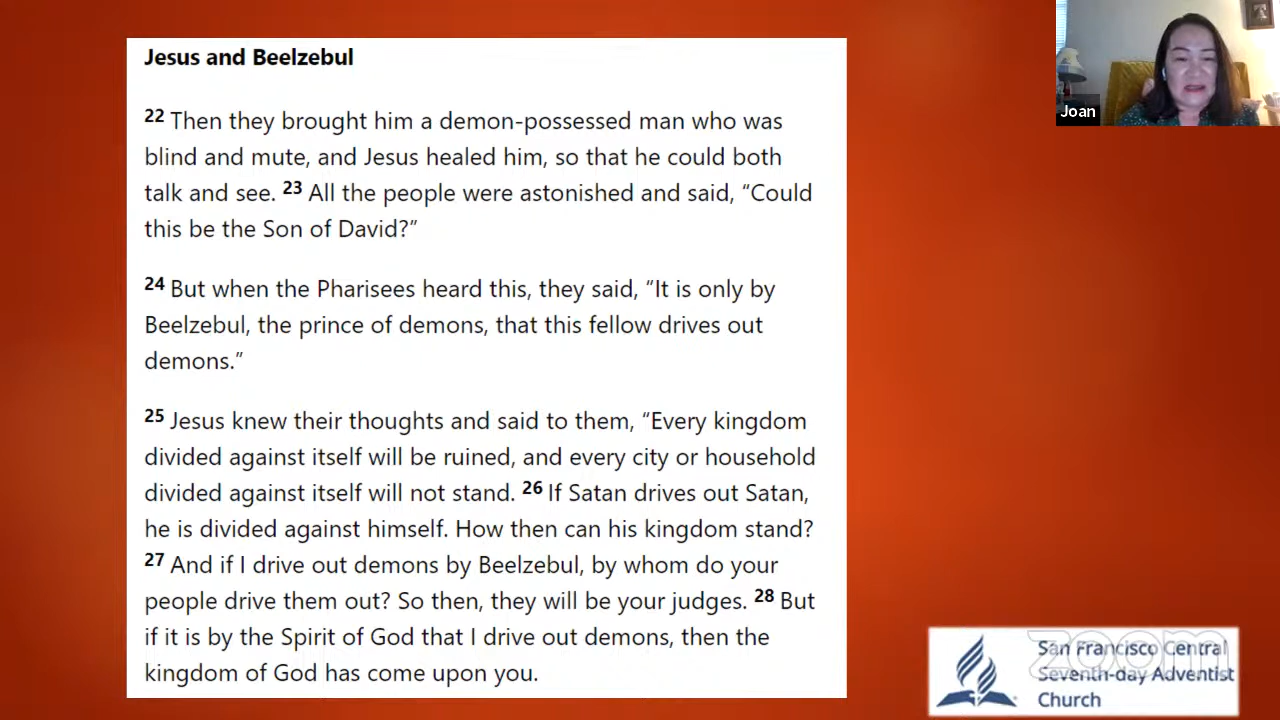 Jesus and Beelzebul
22 Then they brought him a demon-possessed man who was
blind and mute, and Jesus healed him, so that he could both
talk and see. 23 All the people were astonished and said, “Could
this be the Son of David?”
24 But when the Pharisees heard this, they said, “It is only by
Beelzebul, the prince of demons, that this fellow drives out
demons.”
25 Jesus knew their thoughts and said to them, “Every kingdom
divided against itself will be ruined, and every city or household
divided against itself will not stand. 26 If Satan drives out Satan,
he is divided against himself. How then can his kingdom stand?
27 And if I drive out demons by Beelzebul, by whom do your
people drive them out? So then, they will be your judges. 28 But
if it is by the Spirit of God that I drive out demons, then the
kingdom of God has come upon you.
Joan
zoom
San Francisco Central
Seventh-day Adventist
Church